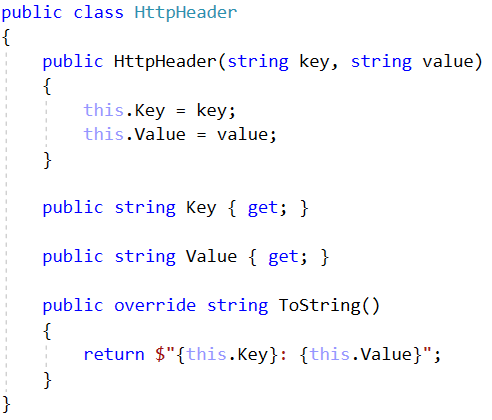 public class HttpHeader
{
    public HttpHeader(string key, string value)
    {
        this.Key = key;
        this.Value = value;
    }

    public string Key { get; }

    public string Value { get; }

    public override string ToString()
    {
        return $"{this.Key}: {this.Value}";
    }
}